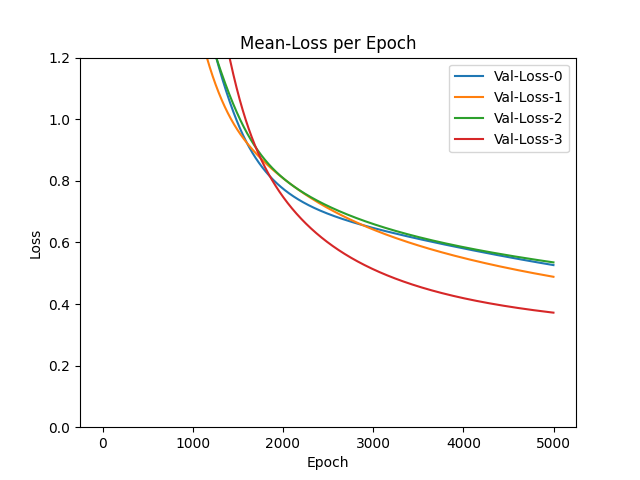 Mean-Loss per Epoch
1.2
1.0
0.8
0.6
0.4
0.2
0.0
Loss
Val-Loss-0
Val-Loss-1
Val-Loss-2
Val-Loss-3
0 1000 2000 3000 4000 5000
Epoch